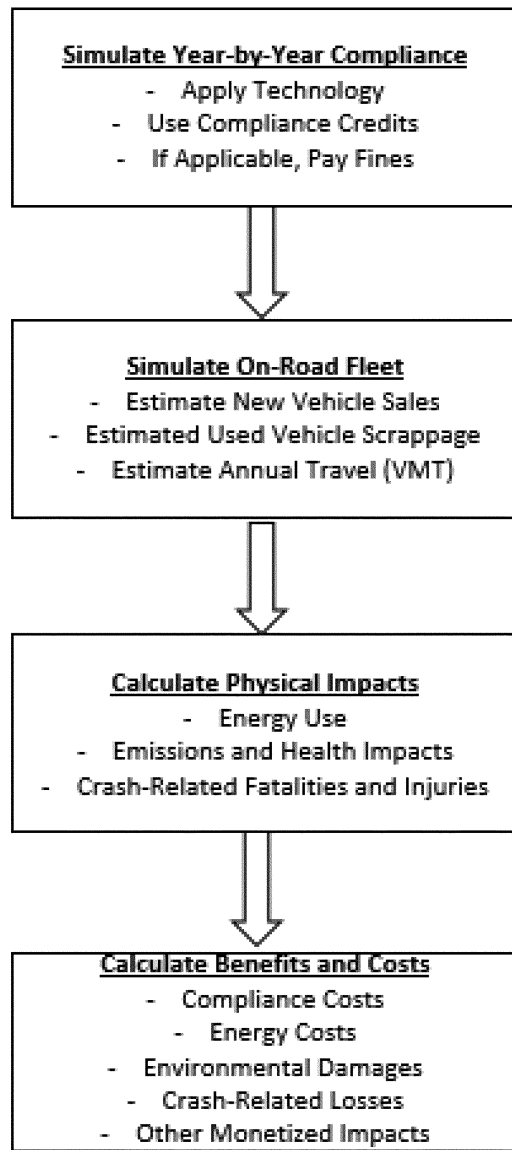 Simulate Year-by-Year Compliance
- Apply Technology
- Use Compliance Credits
- If Applicable, Pay Fines
Simulate On-Road Fleet
- Estimate New Vehicle Sales
- Estimated Used Vehicle Scrappage
- Estimate Annual Travel (VMT)
Calculate Physical Impacts
- Energy Use
- Emissions and Health Impacts
- Crash-Related Fatalities and Injuries
Calculate Benefits and Costs
- Compliance Costs
- Energy Costs
- Environmental Damages
- Crash-Related Losses
- Other Monetized Impacts